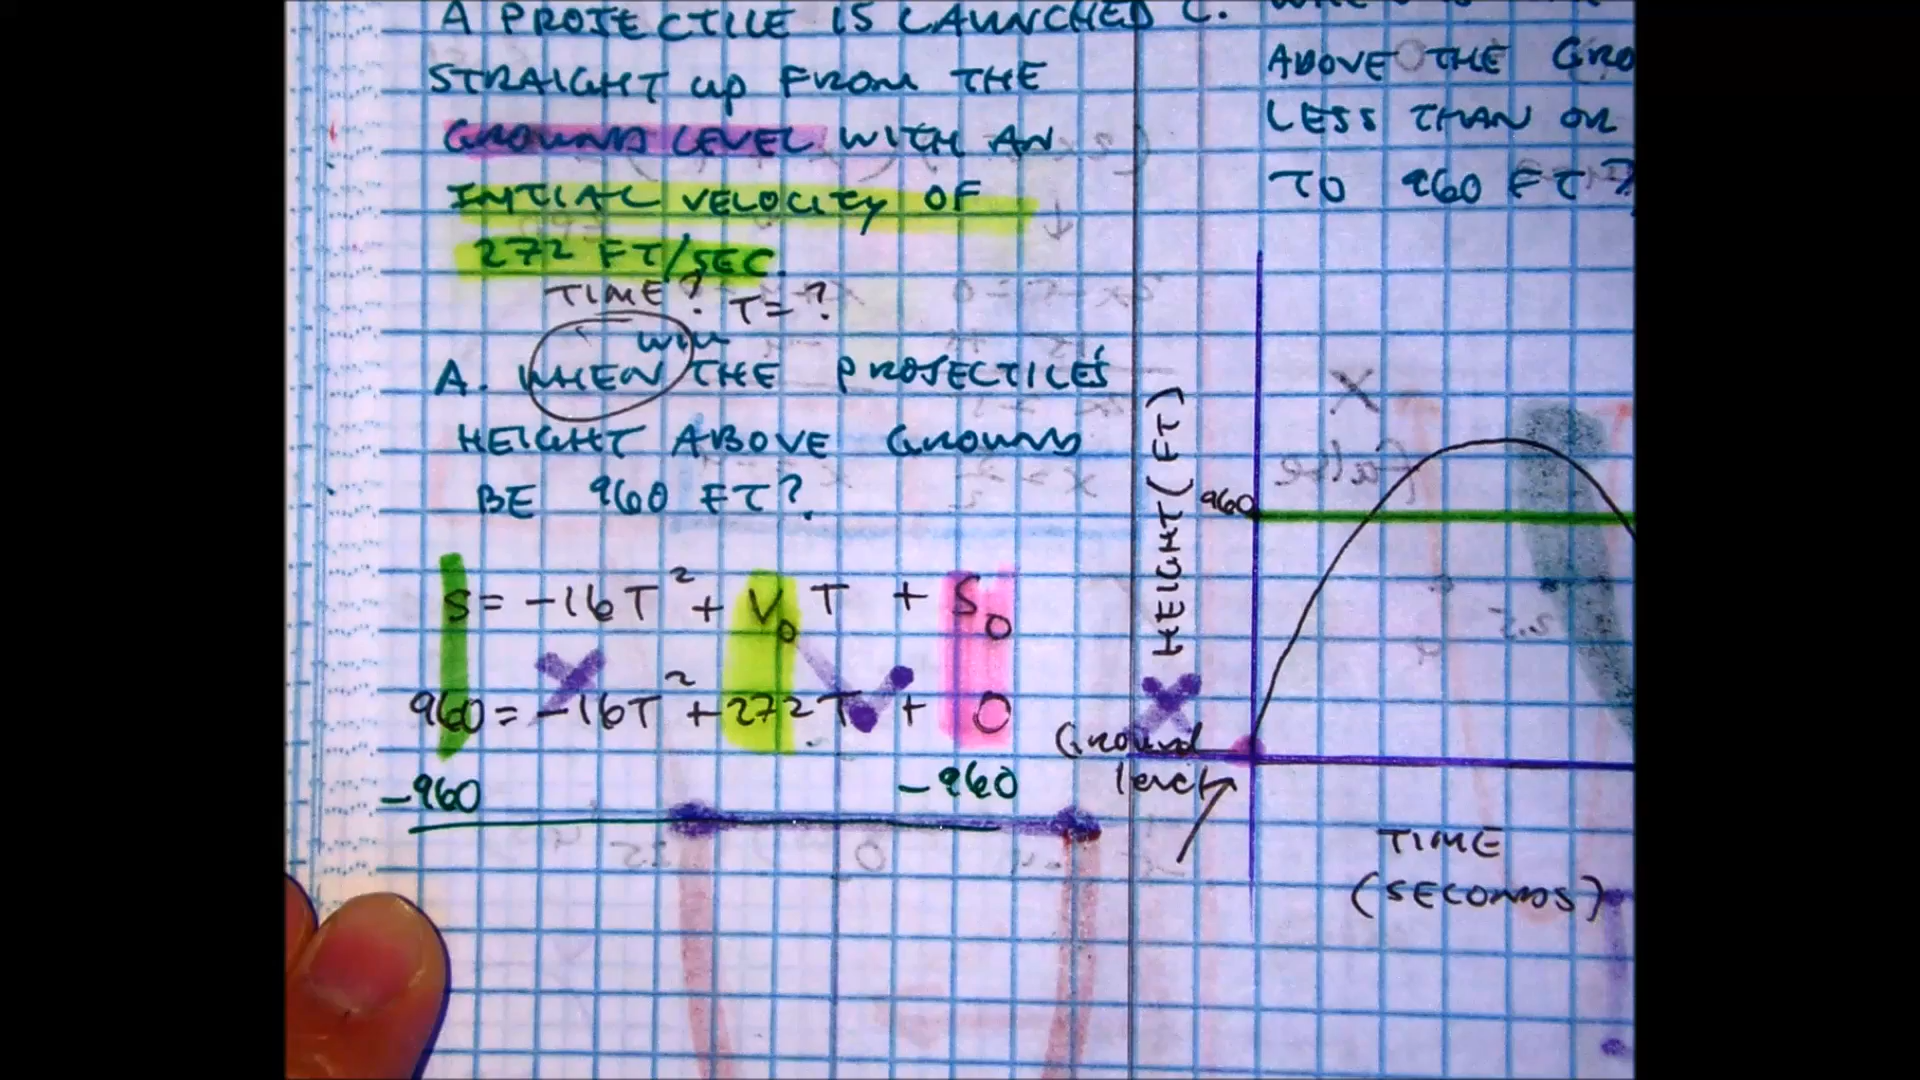 A PROJECTILE IS LAUNCHED
STRAIGHT UP FROM THE
GROUND LEVEL WITH AN
INITIAL VELOCITY OF
272 FT/SEC.
TIME? T=?
WILL
A. WHEN THE PROJECTILE'S
HEIGHT ABOVE GROUND
BE 960 FT?
S = -16T² + V₀T + S₀
960 = -16T² + 272T + 0
-960 -960
C.
ABOVE THE GRO
LESS THAN OR
TO 960 FT?
HEIGHT (FT)
960
Ground
level
TIME
(SECONDS)